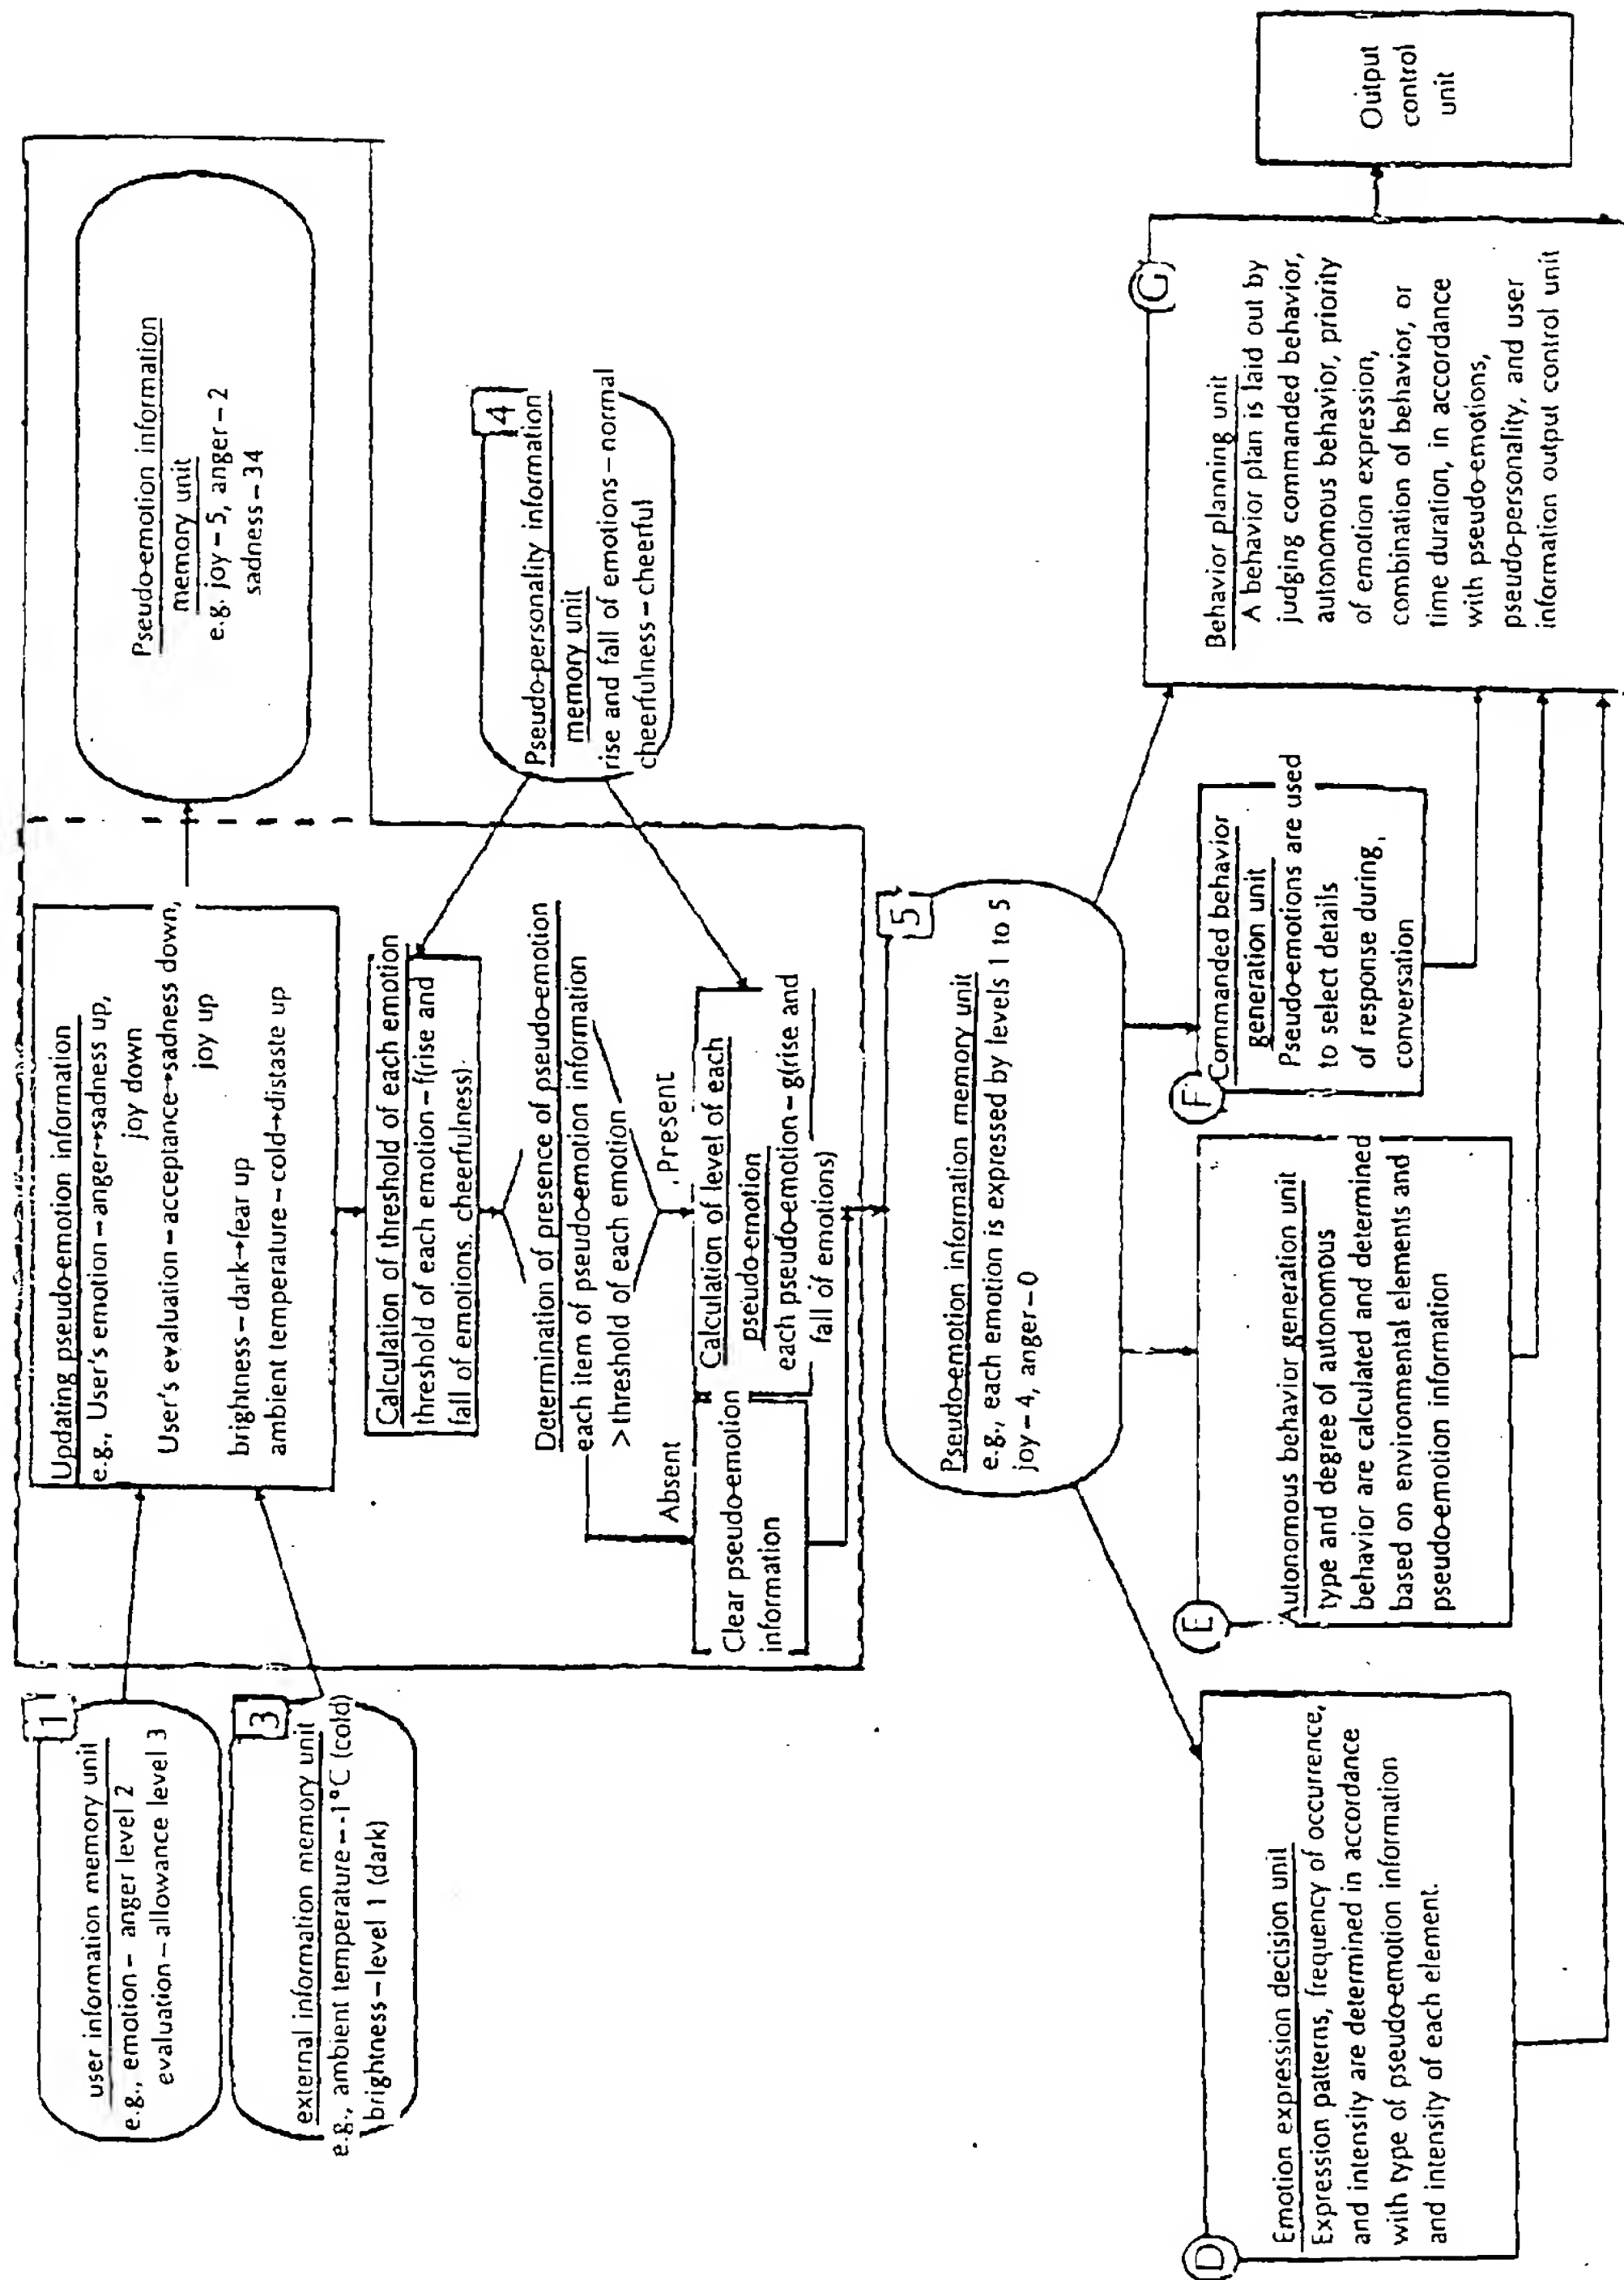 1
user information memory unit
e.g., emotion – anger level 2
evaluation – allowance level 3
3
external information memory unit
e.g., ambient temperature – -1°C (cold)
brightness – level 1 (dark)
Updating pseudo-emotion information
e.g., User's emotion – anger→sadness up,
joy down
User's evaluation – acceptance→sadness down,
joy up
brightness – dark→fear up
ambient temperature – cold→distaste up
Pseudo-emotion information
memory unit
e.g. joy – 5, anger – 2
sadness – 34
Calculation of threshold of each emotion
threshold of each emotion – f(rise and
fall of emotions, cheerfulness)
4
Pseudo-personality information
memory unit
rise and fall of emotions – normal
cheerfulness – cheerful
Determination of presence of pseudo-emotion
each item of pseudo-emotion information
> threshold of each emotion
Absent
Present
Clear pseudo-emotion
information
Calculation of level of each
pseudo-emotion
each pseudo-emotion – g(rise and
fall of emotions)
5
Pseudo-emotion information memory unit
e.g., each emotion is expressed by levels 1 to 5
joy – 4, anger – 0
D
Emotion expression decision unit
Expression patterns, frequency of occurrence,
and intensity are determined in accordance
with type of pseudo-emotion information
and intensity of each element.
E
Autonomous behavior generation unit
type and degree of autonomous
behavior are calculated and determined
based on environmental elements and
pseudo-emotion information
F
Commanded behavior
generation unit
Pseudo-emotions are used
to select details
of response during,
conversation
G
Behavior planning unit
A behavior plan is laid out by
judging commanded behavior,
autonomous behavior, priority
of emotion expression,
combination of behavior, or
time duration, in accordance
with pseudo-emotions,
pseudo-personality, and user
information output control unit
Output
control
unit